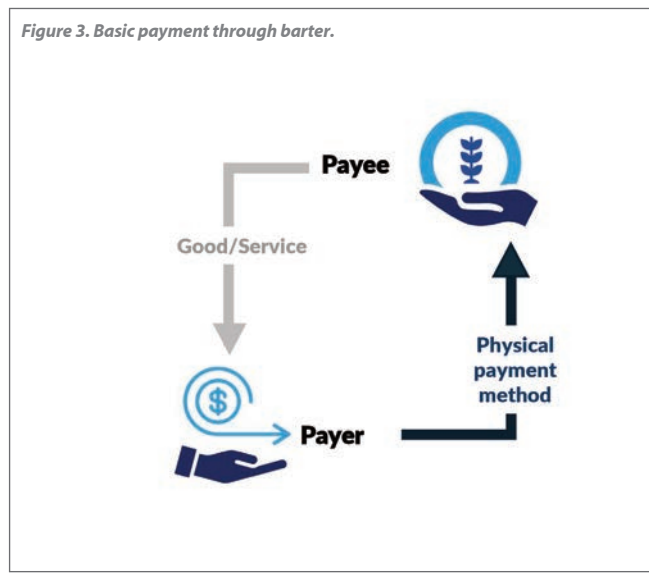 Figure 3. Basic payment through barter.
Payee
Good/Service
$
Payer
Physical
payment
method